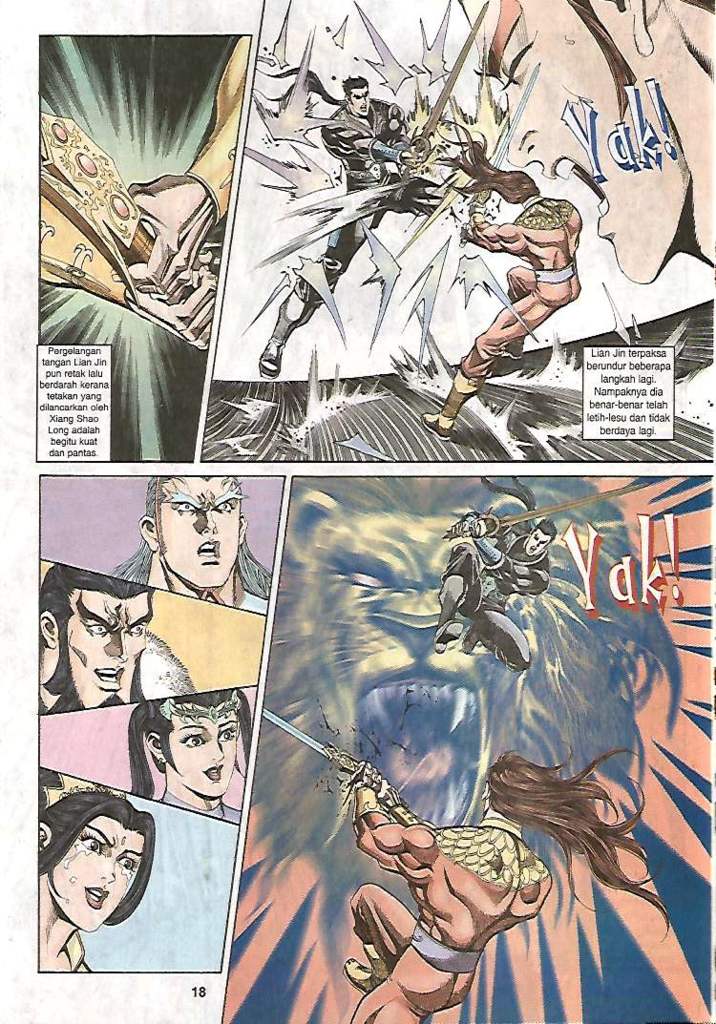 Yak!
Pergelangan
tangan Lian Jin
pun retak lalu
berdarah kerana
tetakan yang
dilancarkan oleh
Xiang Shao
Long adalah
begitu kuat
dan pantas.
Lian Jin terpaksa
berundur beberapa
langkah lagi.
Nampaknya dia
benar-benar telah
letih-lesu dan tidak
berdaya lagi.
Yak!
18